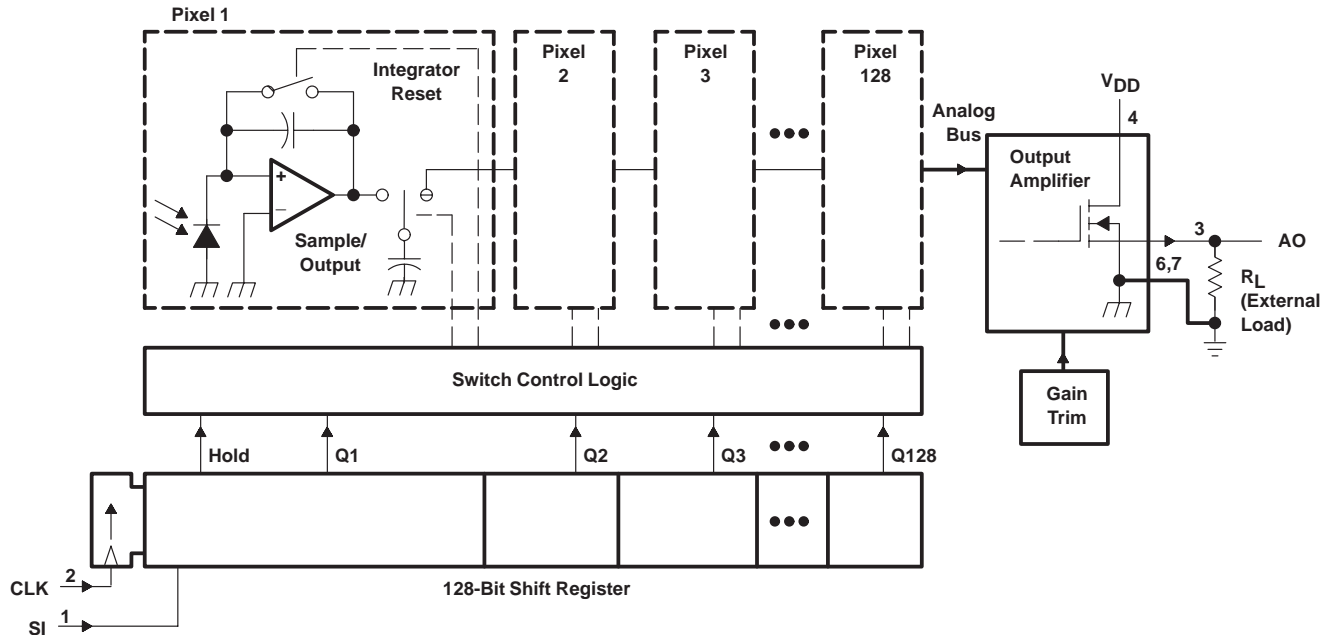 Pixel 1
Integrator
Reset
Pixel
2
Pixel
3
Pixel
128
+
–
Sample/
Output
Analog
Bus
VDD
4
Output
Amplifier
3
AO
6,7
RL
(External
Load)
Gain
Trim
Switch Control Logic
Hold
Q1
Q2
Q3
Q128
CLK
2
SI
1
128-Bit Shift Register